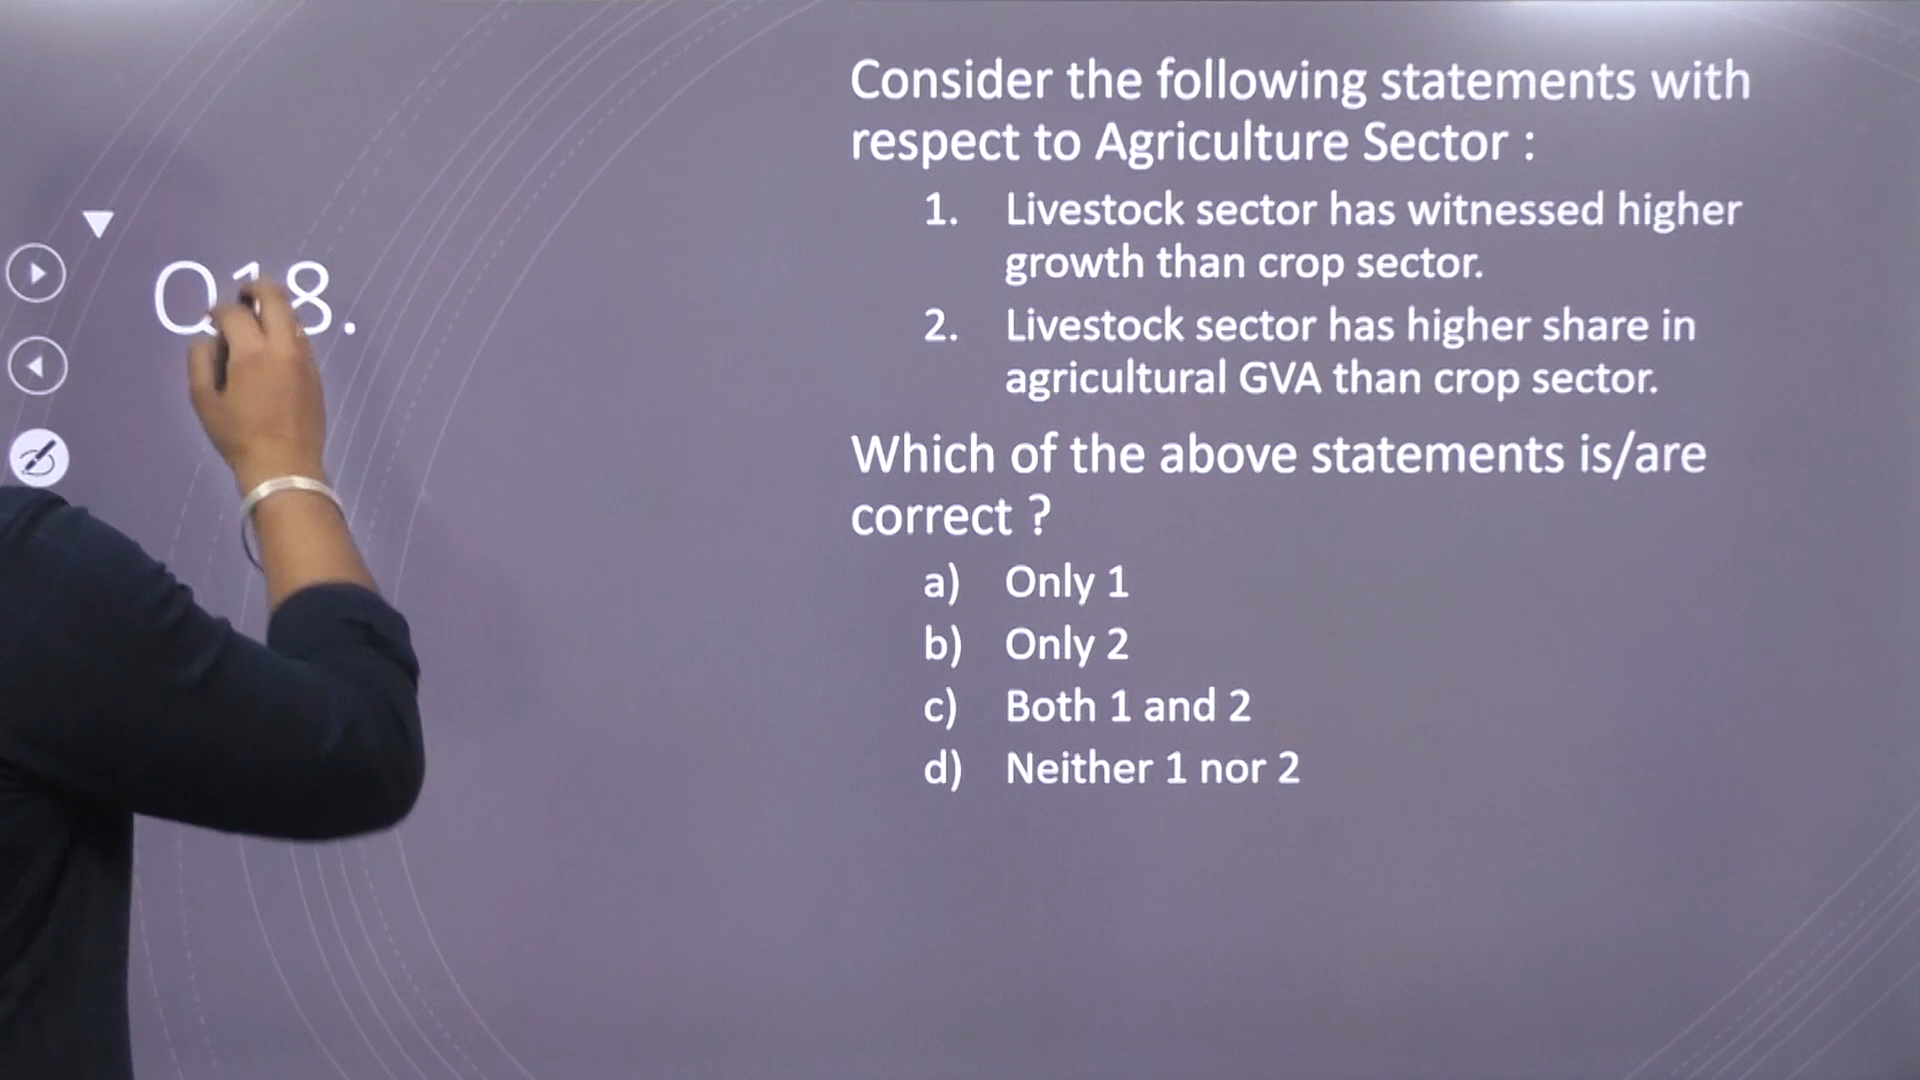 Q18.
Consider the following statements with
respect to Agriculture Sector :
1. Livestock sector has witnessed higher
growth than crop sector.
2. Livestock sector has higher share in
agricultural GVA than crop sector.
Which of the above statements is/are
correct ?
a) Only 1
b) Only 2
c) Both 1 and 2
d) Neither 1 nor 2